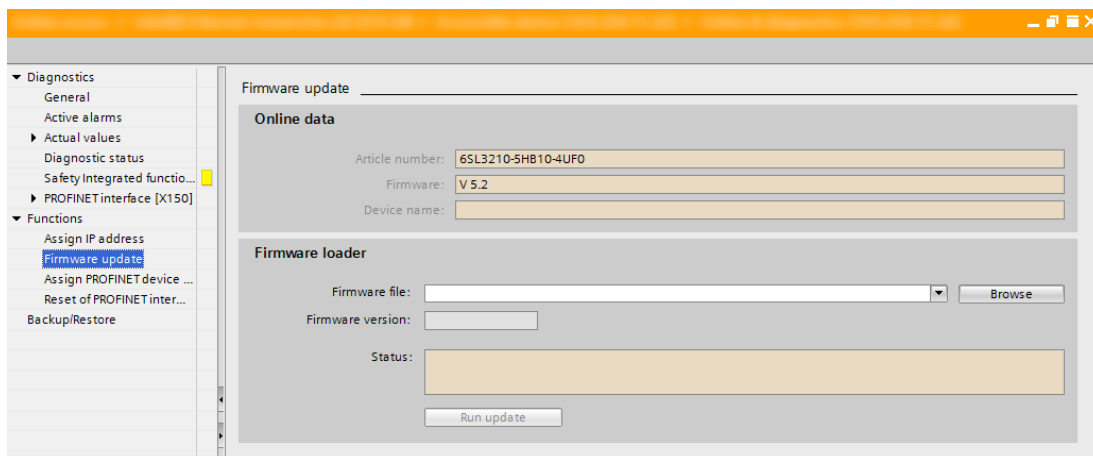 Diagnostics
General
Active alarms
Actual values
Diagnostic status
Safety Integrated functio...
PROFINET interface [X150]
Functions
Assign IP address
Firmware update
Assign PROFINET device ...
Reset of PROFINET inter...
Backup/Restore
Firmware update
Online data
Article number: 6SL3210-5HB10-4UF0
Firmware: V 5.2
Device name:
Firmware loader
Firmware file: Browse
Firmware version:
Status:
Run update